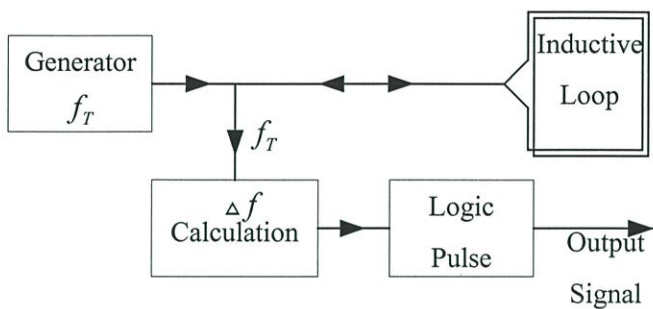 Generator
f_T
Inductive
Loop
f_T
△f
Calculation
Logic
Pulse
Output
Signal